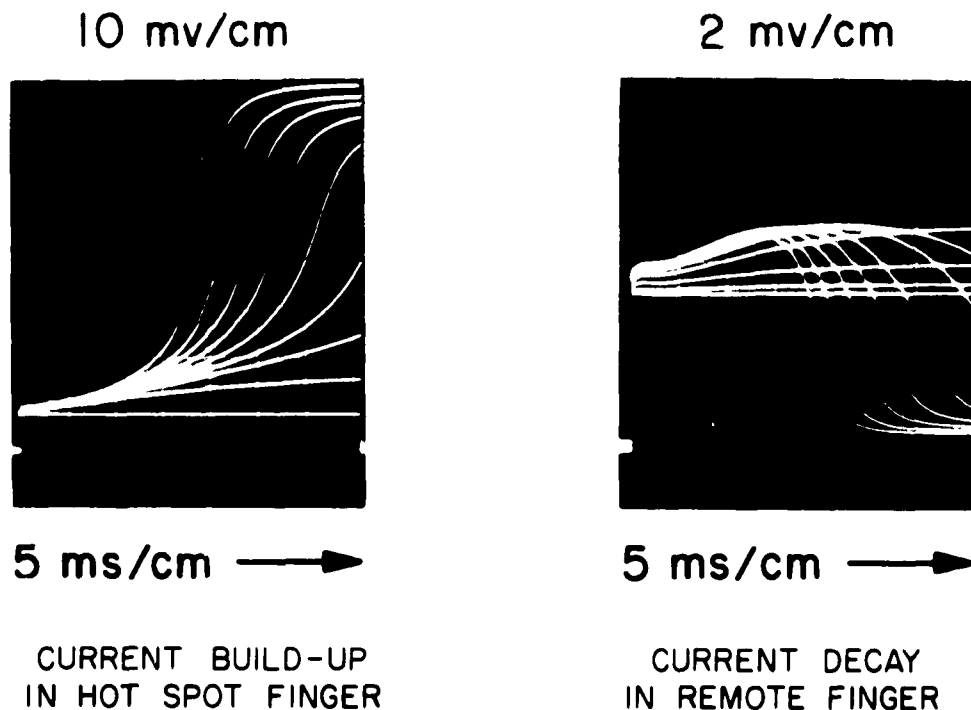 10 mv/cm
5 ms/cm
CURRENT BUILD-UP
IN HOT SPOT FINGER
2 mv/cm
5 ms/cm
CURRENT DECAY
IN REMOTE FINGER